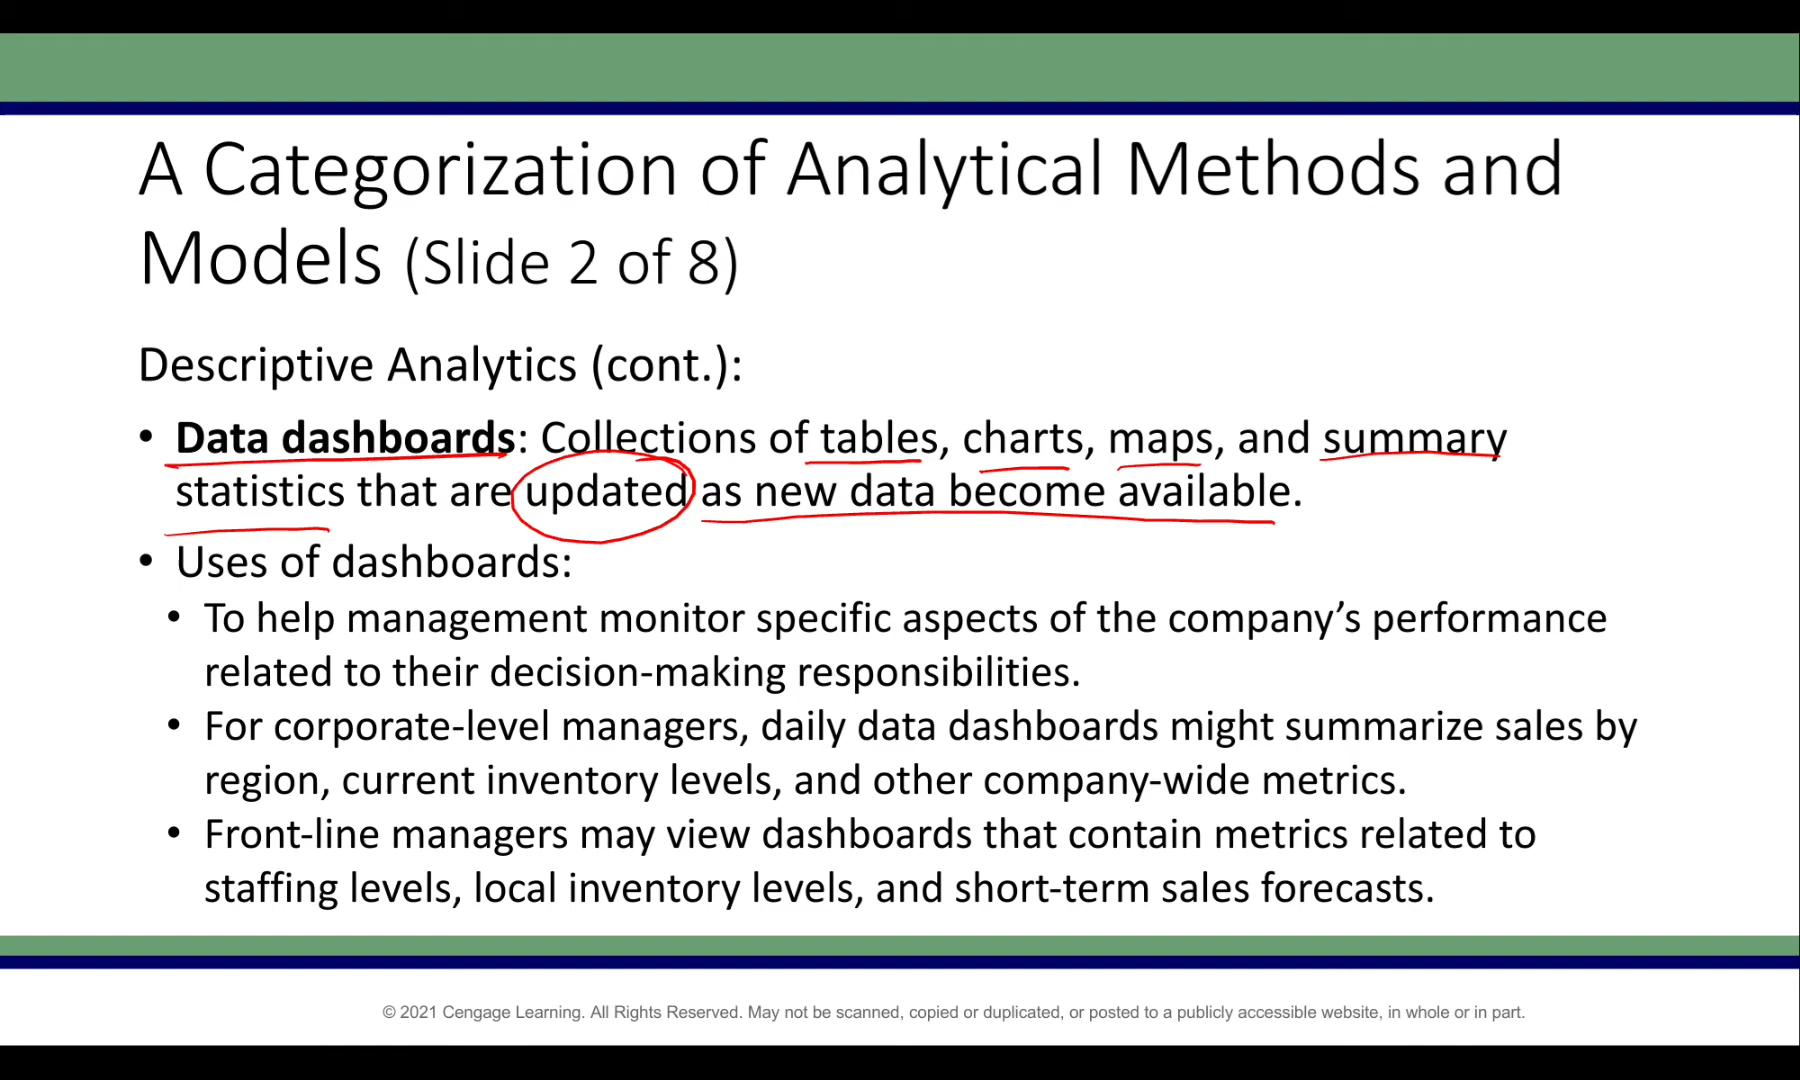 A Categorization of Analytical Methods and
Models (Slide 2 of 8)
Descriptive Analytics (cont.):
• Data dashboards: Collections of tables, charts, maps, and summary
statistics that are updated as new data become available.
• Uses of dashboards:
• To help management monitor specific aspects of the company’s performance
related to their decision-making responsibilities.
• For corporate-level managers, daily data dashboards might summarize sales by
region, current inventory levels, and other company-wide metrics.
• Front-line managers may view dashboards that contain metrics related to
staffing levels, local inventory levels, and short-term sales forecasts.
© 2021 Cengage Learning. All Rights Reserved. May not be scanned, copied or duplicated, or posted to a publicly accessible website, in whole or in part.